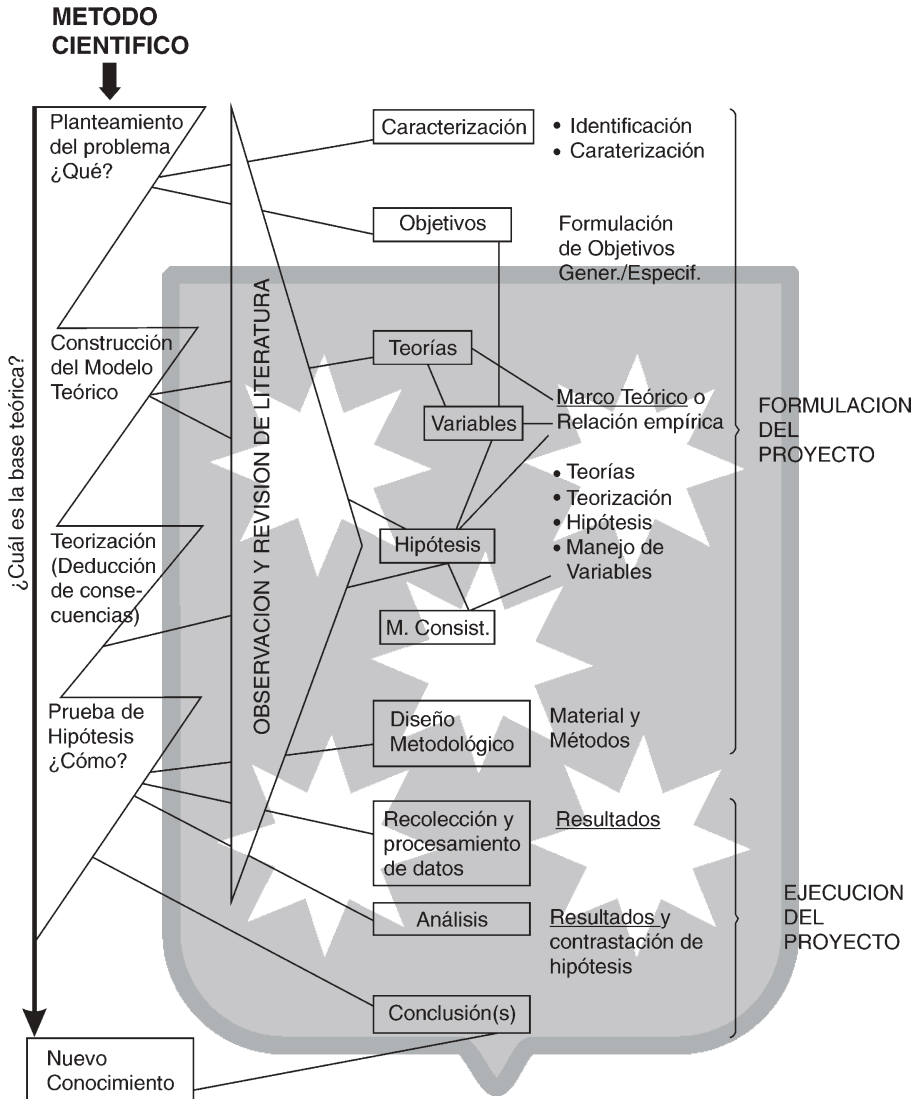 METODO
CIENTIFICO
Planteamiento
del problema
¿Qué?
Construcción
del Modelo
Teórico
Teorización
(Deducción
de conse-
cuencias)
Prueba de
Hipótesis
¿Cómo?
¿Cuál es la base teórica?
Nuevo
Conocimiento
OBSERVACION Y REVISION DE LITERATURA
Caracterización
• Identificación
• Caraterización
Objetivos
Formulación
de Objetivos
Gener./Especif.
Teorías
Variables
Marco Teórico o
Relación empírica
• Teorías
• Teorización
• Hipótesis
• Manejo de
Variables
Hipótesis
M. Consist.
Diseño
Metodológico
Material y
Métodos
FORMULACION
DEL
PROYECTO
Recolección y
procesamiento
de datos
Resultados
Análisis
Resultados y
contrastación de
hipótesis
Conclusión(s)
EJECUCION
DEL
PROYECTO